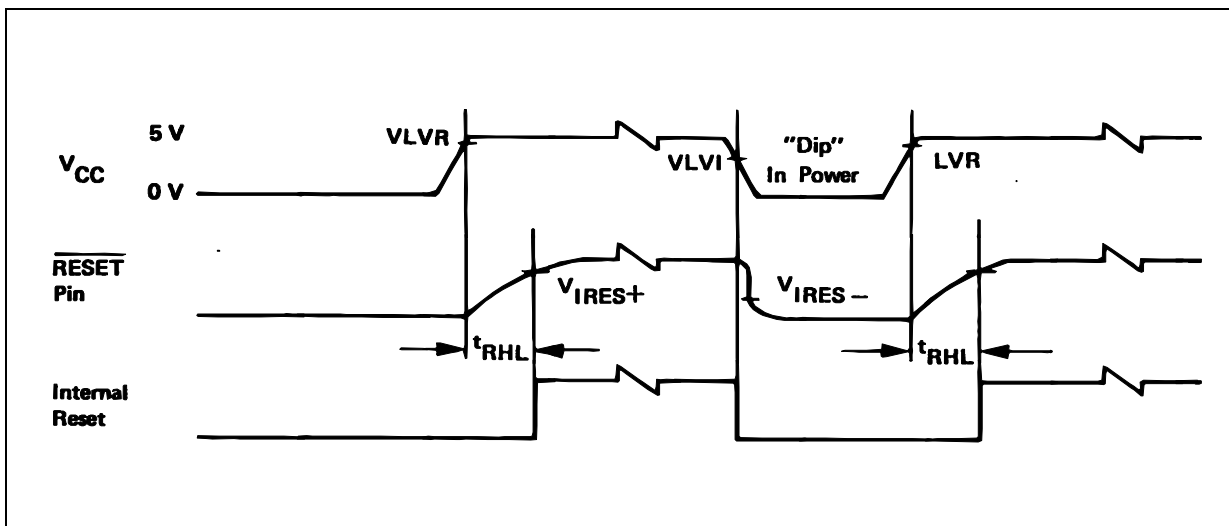 5 V
VLVR
VLVI
"Dip"
In Power
LVR
VCC
0 V
RESET
Pin
VIRES+
VIRES−
tRHL
tRHL
Internal
Reset